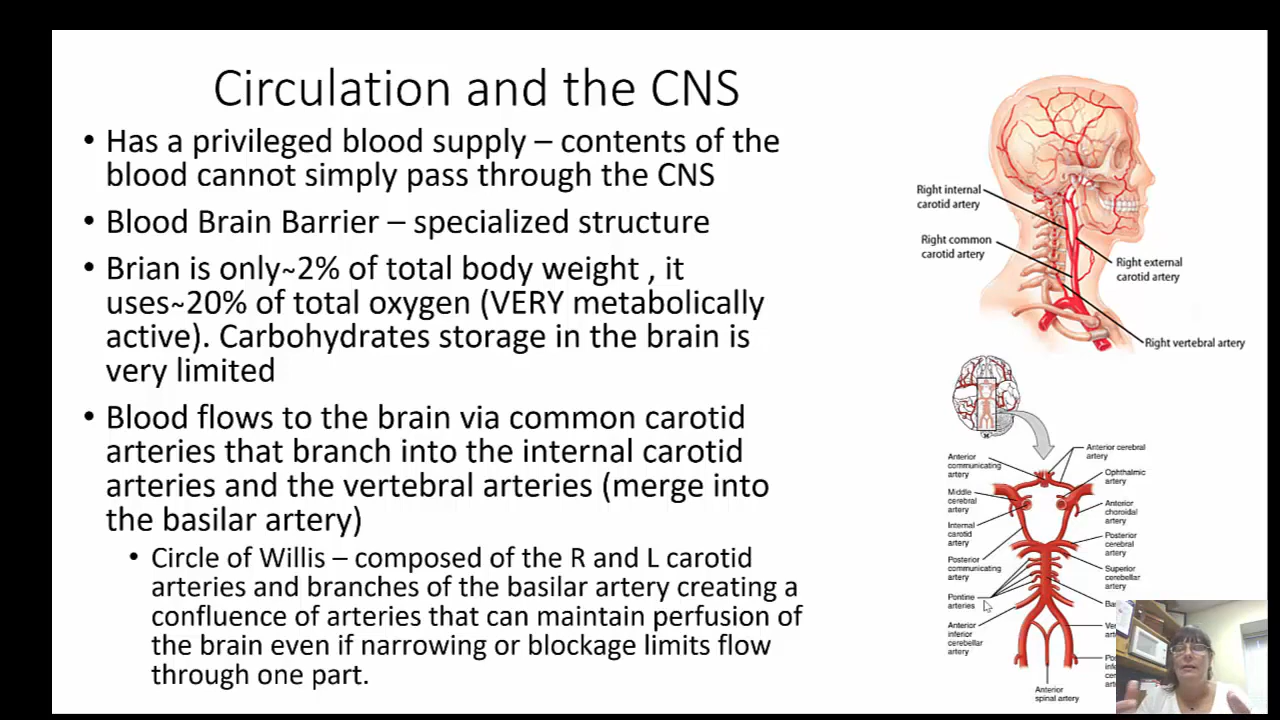 Circulation and the CNS
• Has a privileged blood supply – contents of the
blood cannot simply pass through the CNS
• Blood Brain Barrier – specialized structure
• Brian is only~2% of total body weight , it
uses~20% of total oxygen (VERY metabolically
active). Carbohydrates storage in the brain is
very limited
• Blood flows to the brain via common carotid
arteries that branch into the internal carotid
arteries and the vertebral arteries (merge into
the basilar artery)
• Circle of Willis – composed of the R and L carotid
arteries and branches of the basilar artery creating a
confluence of arteries that can maintain perfusion of
the brain even if narrowing or blockage limits flow
through one part.
Right internal
carotid artery
Right common
carotid artery
Right external
carotid artery
Right vertebral artery
Anterior
communicating
artery
Middle
cerebral
artery
Internal
carotid
artery
Posterior
communicating
artery
Pontine
arteries
Anterior
inferior
cerebellar
artery
Anterior cerebral
artery
Ophthalmic
artery
Anterior
choroidal
artery
Posterior
cerebral
artery
Superior
cerebellar
artery
Anterior
spinal artery